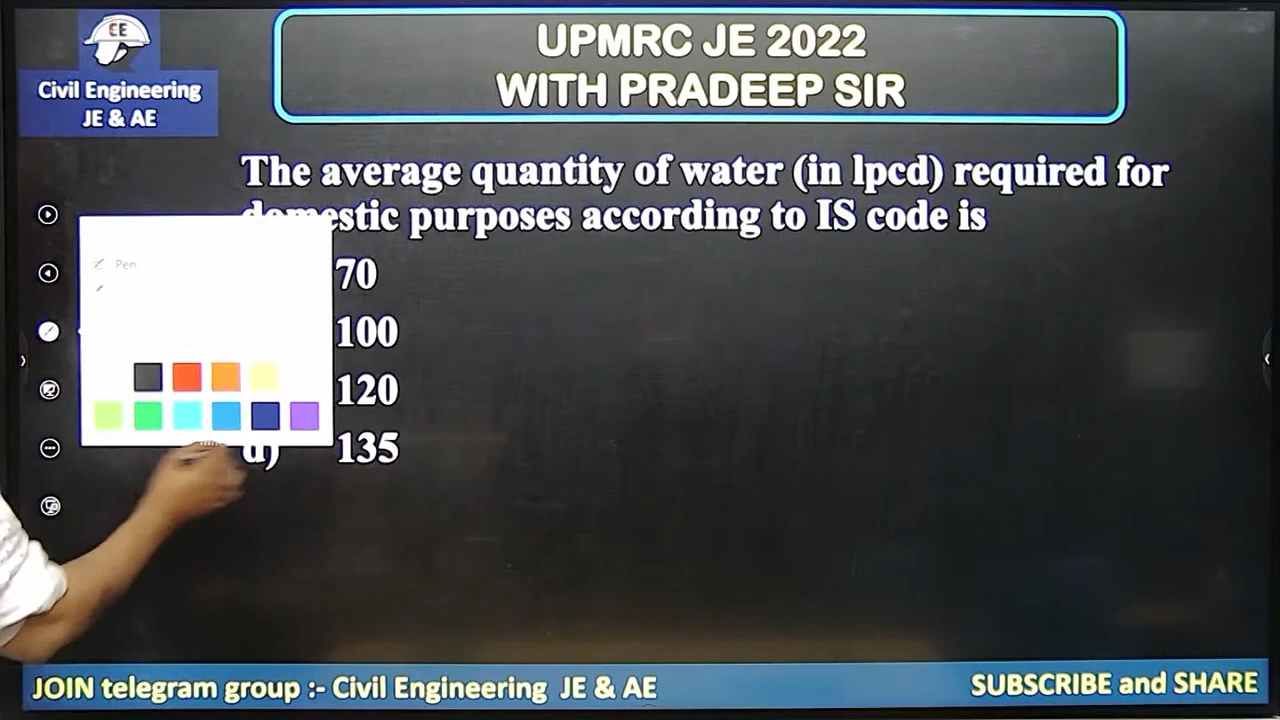 EE
Civil Engineering
JE & AE
UPMRC JE 2022
WITH PRADEEP SIR
The average quantity of water (in lpcd) required for
domestic purposes according to IS code is
Pen
70
100
120
d) 135
JOIN telegram group :- Civil Engineering JE & AE
SUBSCRIBE and SHARE